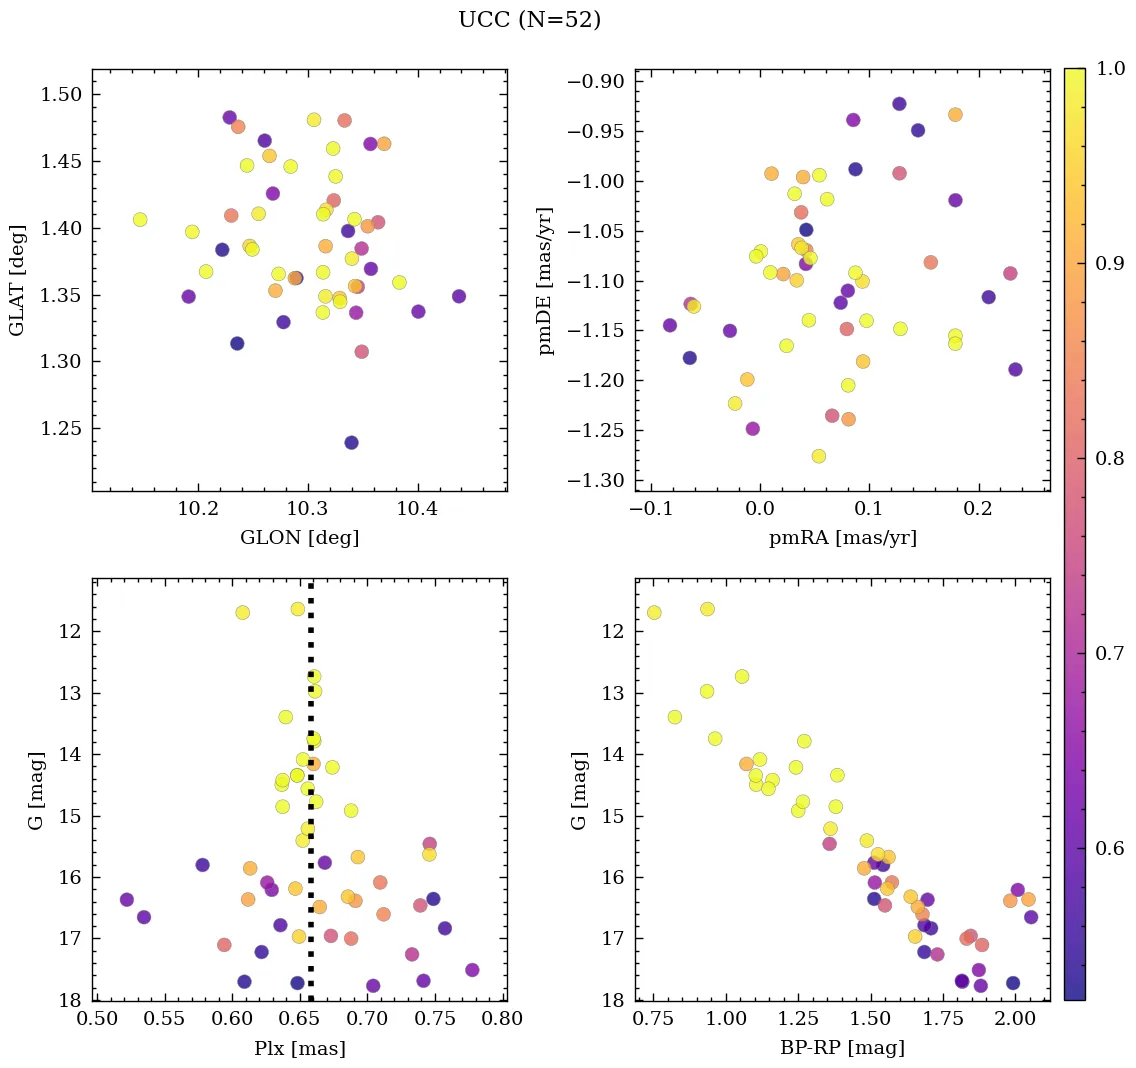 UCC (N=52)
1.50
1.45
1.40
1.35
1.30
1.25
GLAT [deg]
10.2 10.3 10.4
GLON [deg]
−0.90
−0.95
−1.00
−1.05
−1.10
−1.15
−1.20
−1.25
−1.30
pmDE [mas/yr]
−0.1 0.0 0.1 0.2
pmRA [mas/yr]
1.0
0.9
0.8
0.7
0.6
12
13
14
15
16
17
18
G [mag]
0.50 0.55 0.60 0.65 0.70 0.75 0.80
Plx [mas]
12
13
14
15
16
17
18
G [mag]
0.75 1.00 1.25 1.50 1.75 2.00
BP-RP [mag]